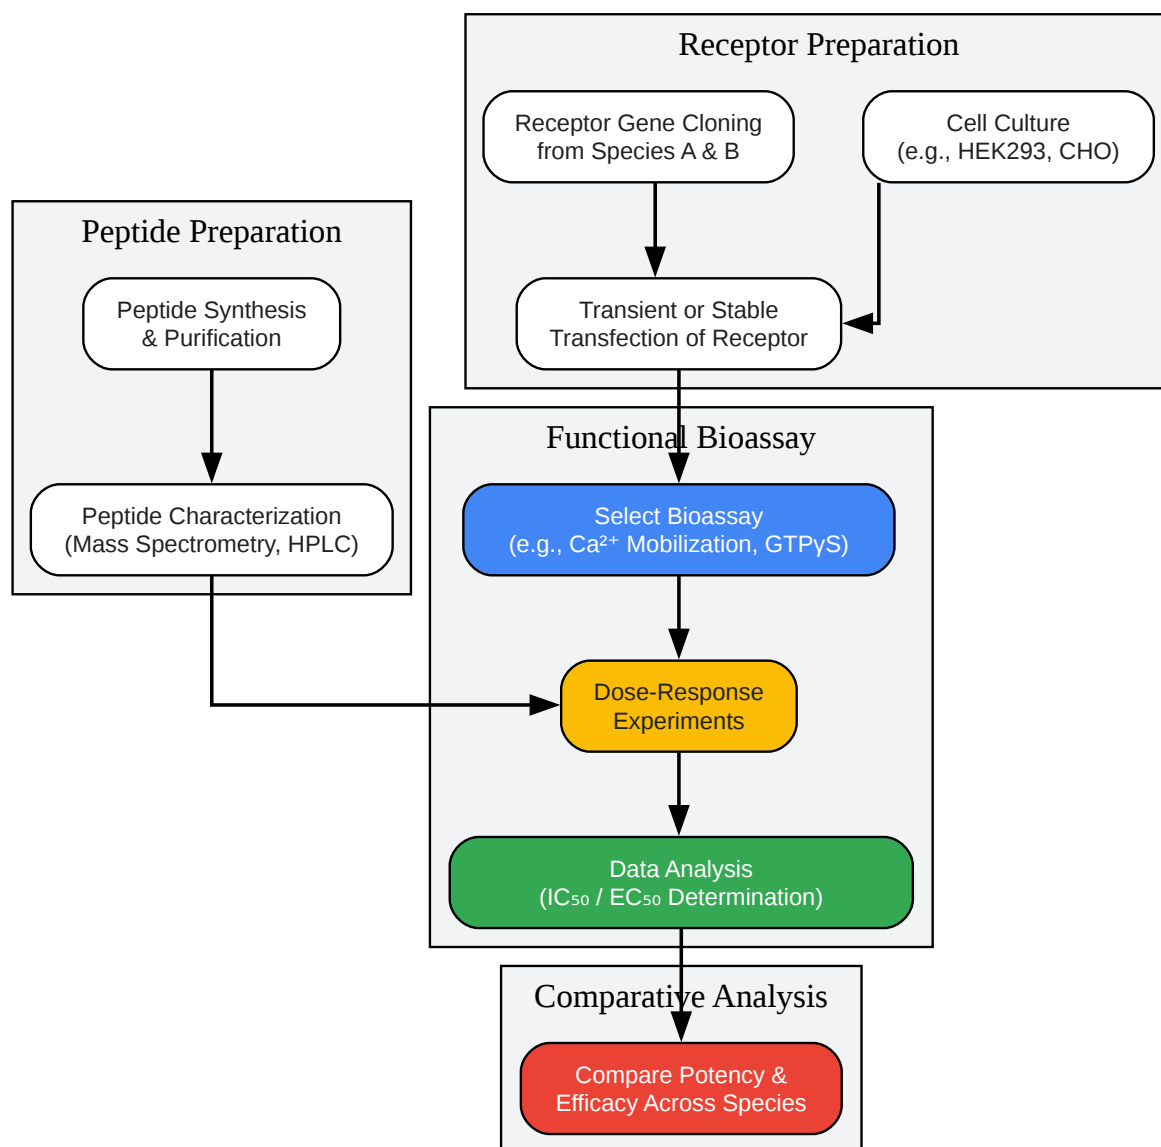 Receptor Preparation
Receptor Gene Cloning
from Species A & B
Cell Culture
(e.g., HEK293, CHO)
Transient or Stable
Transfection of Receptor
Peptide Preparation
Peptide Synthesis
& Purification
Peptide Characterization
(Mass Spectrometry, HPLC)
Functional Bioassay
Select Bioassay
(e.g., Ca²⁺ Mobilization, GTPγS)
Dose-Response
Experiments
Data Analysis
(IC₅₀ / EC₅₀ Determination)
Comparative Analysis
Compare Potency &
Efficacy Across Species